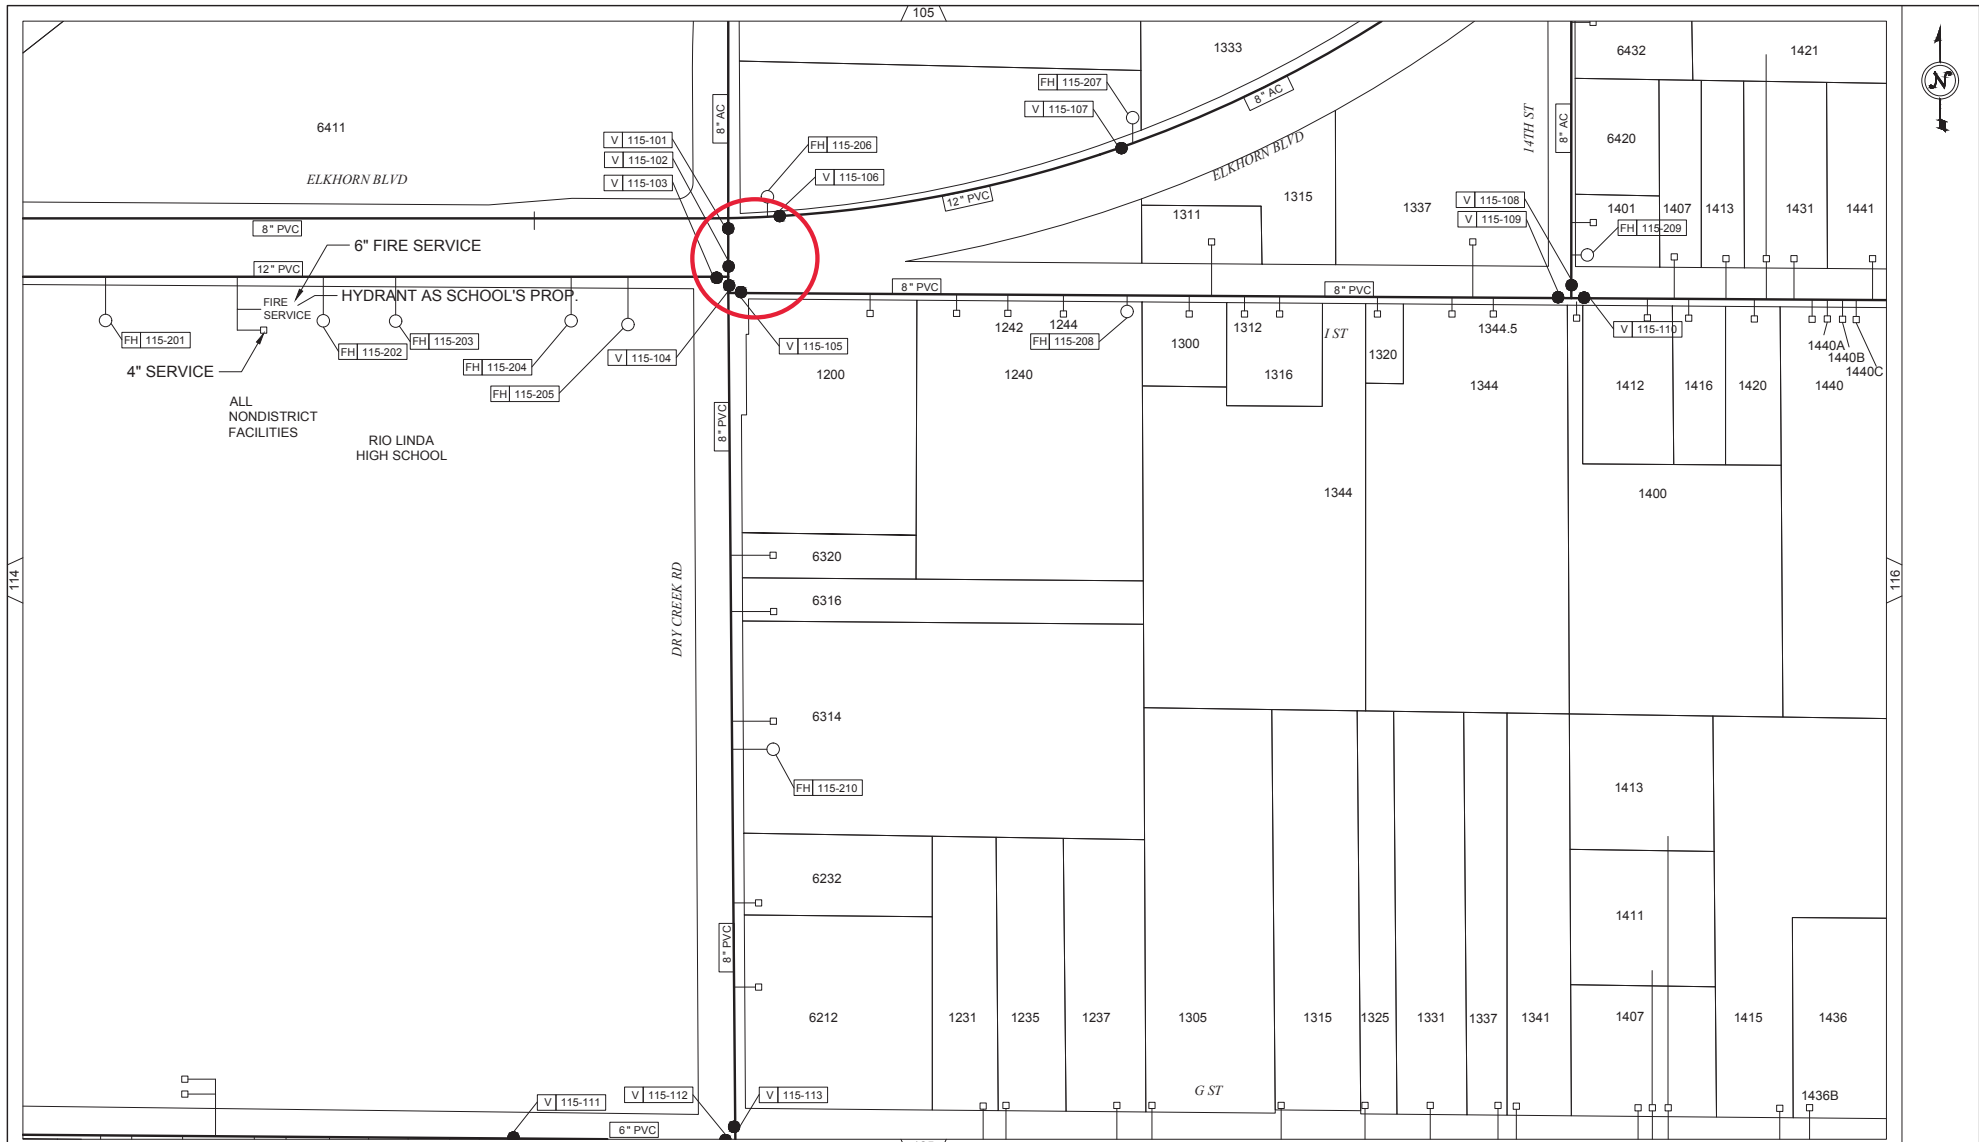 105
1333
6432
1421
FH 115-207
V 115-107
8" AC
8" AC
14TH ST
8" AC
N
6411
V 115-101
V 115-102
V 115-103
FH 115-206
V 115-106
ELKHORN BLVD
ELKHORN BLVD
6420
12" PVC
1315
1337
1311
V 115-108
V 115-109
1401
1407
1413
1431
1441
FH 115-209
8" PVC
6" FIRE SERVICE
12" PVC
HYDRANT AS SCHOOL'S PROP.
FIRE
SERVICE
8" PVC
8" PVC
FH 115-201
FH 115-202
FH 115-203
FH 115-204
FH 115-205
4" SERVICE
V 115-104
V 115-105
1200
1242
1244
FH 115-208
1240
1300
1312
1316
I ST
1320
1344.5
1344
V 115-110
1412
1416
1420
1440A
1440B
1440C
1440
ALL
NONDISTRICT
FACILITIES
RIO LINDA
HIGH SCHOOL
8" PVC
1344
1400
114
116
6320
6316
DRY CREEK RD
6314
FH 115-210
1413
6232
1411
8" PVC
6212
1231
1235
1237
1305
1315
1325
1331
1337
1341
1407
1415
1436
G ST
1436B
V 115-111
V 115-112
V 115-113
6" PVC